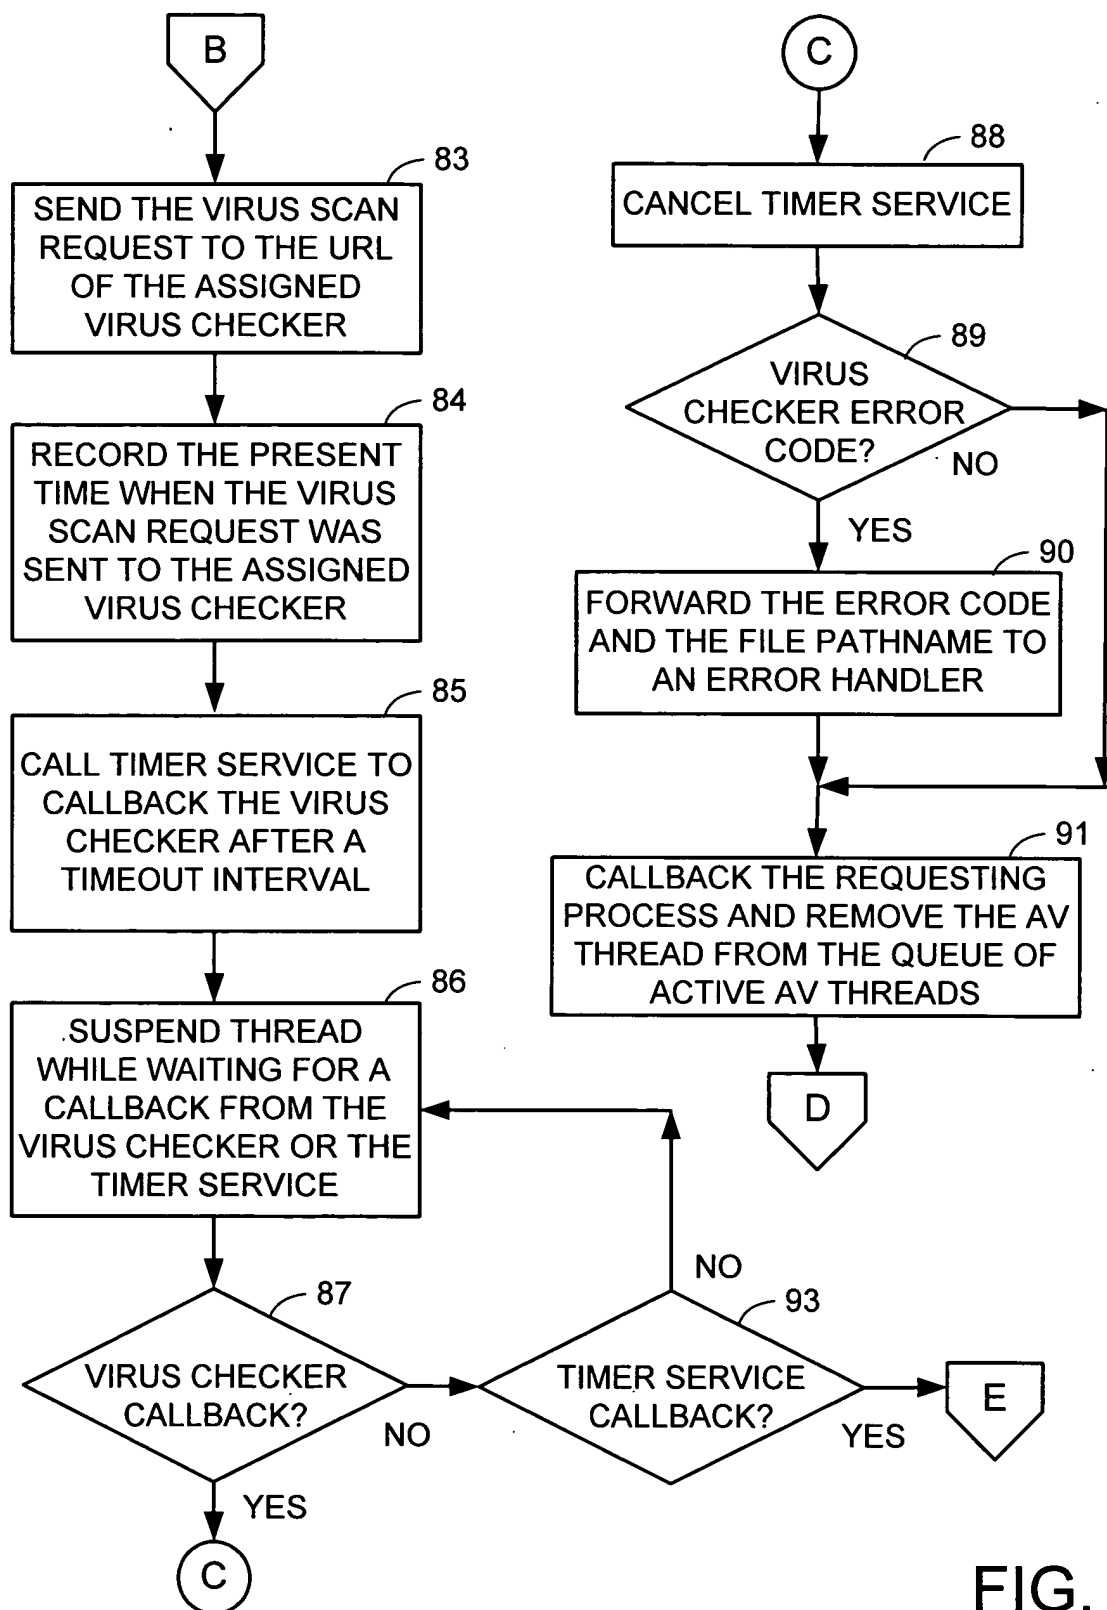 B
83
SEND THE VIRUS SCAN
REQUEST TO THE URL
OF THE ASSIGNED
VIRUS CHECKER
84
RECORD THE PRESENT
TIME WHEN THE VIRUS
SCAN REQUEST WAS
SENT TO THE ASSIGNED
VIRUS CHECKER
85
CALL TIMER SERVICE TO
CALLBACK THE VIRUS
CHECKER AFTER A
TIMEOUT INTERVAL
86
SUSPEND THREAD
WHILE WAITING FOR A
CALLBACK FROM THE
VIRUS CHECKER OR THE
TIMER SERVICE
87
VIRUS CHECKER
CALLBACK?
NO
YES
C
NO
93
TIMER SERVICE
CALLBACK?
YES
E
C
88
CANCEL TIMER SERVICE
89
VIRUS
CHECKER ERROR
CODE?
NO
YES
90
FORWARD THE ERROR CODE
AND THE FILE PATHNAME TO
AN ERROR HANDLER
91
CALLBACK THE REQUESTING
PROCESS AND REMOVE THE AV
THREAD FROM THE QUEUE OF
ACTIVE AV THREADS
D
FIG.